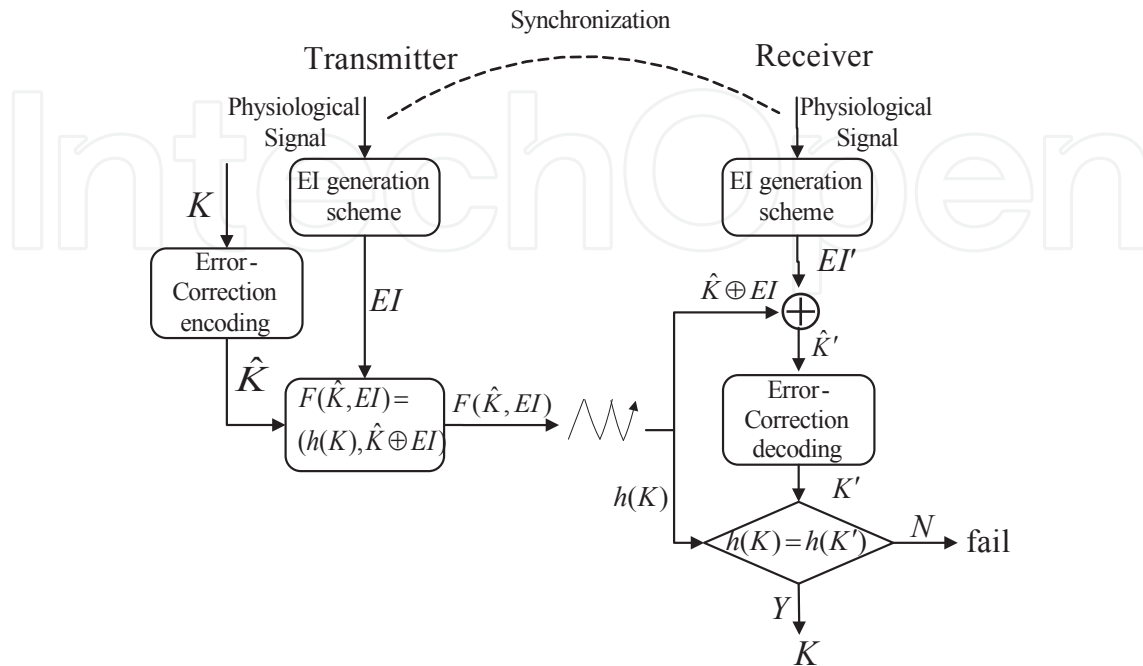 Synchronization
Transmitter
Receiver
Physiological
Signal
Physiological
Signal
IntechOpen
EI generation
scheme
EI generation
scheme
K
Error-
Correction
encoding
EI
EI′
K̂ ⊕ EI
K̂′
K̂
F(K̂, EI) =
(h(K), K̂ ⊕ EI)
F(K̂, EI)
Error-
Correction
decoding
h(K)
K′
h(K) = h(K′)
N
fail
Y
K